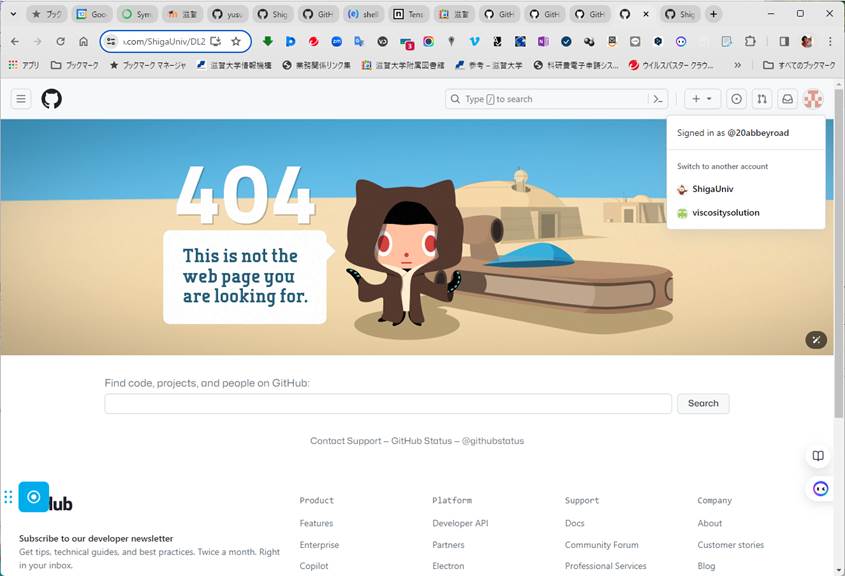 ブック
Goo
Sym
滋賀
yusu
Shig
GitH
shell
Tens
滋賀
GitH
GitH
GitH
Shig
›.com/ShigaUniv/DL2
3
アプリ
ブックマーク
ブックマーク マネージャ
滋賀大学情報機構
業務関係リンク集
滋賀大学附属図書館
参考 – 滋賀大学
科研費電子申請シス...
ウイルスバスター クラウ...
»
すべてのブックマーク
Type / to search
Signed in as @20abbeyroad
Switch to another account
ShigaUniv
viscositysolution
404
This is not the
web page you
are looking for.
Find code, projects, and people on GitHub:
Search
Contact Support — GitHub Status — @githubstatus
Hub
Subscribe to our developer newsletter
Get tips, technical guides, and best practices. Twice a month. Right
in your inbox.
Product
Features
Enterprise
Copilot
Platform
Developer API
Partners
Electron
Support
Docs
Community Forum
Professional Services
Company
About
Customer stories
Blog